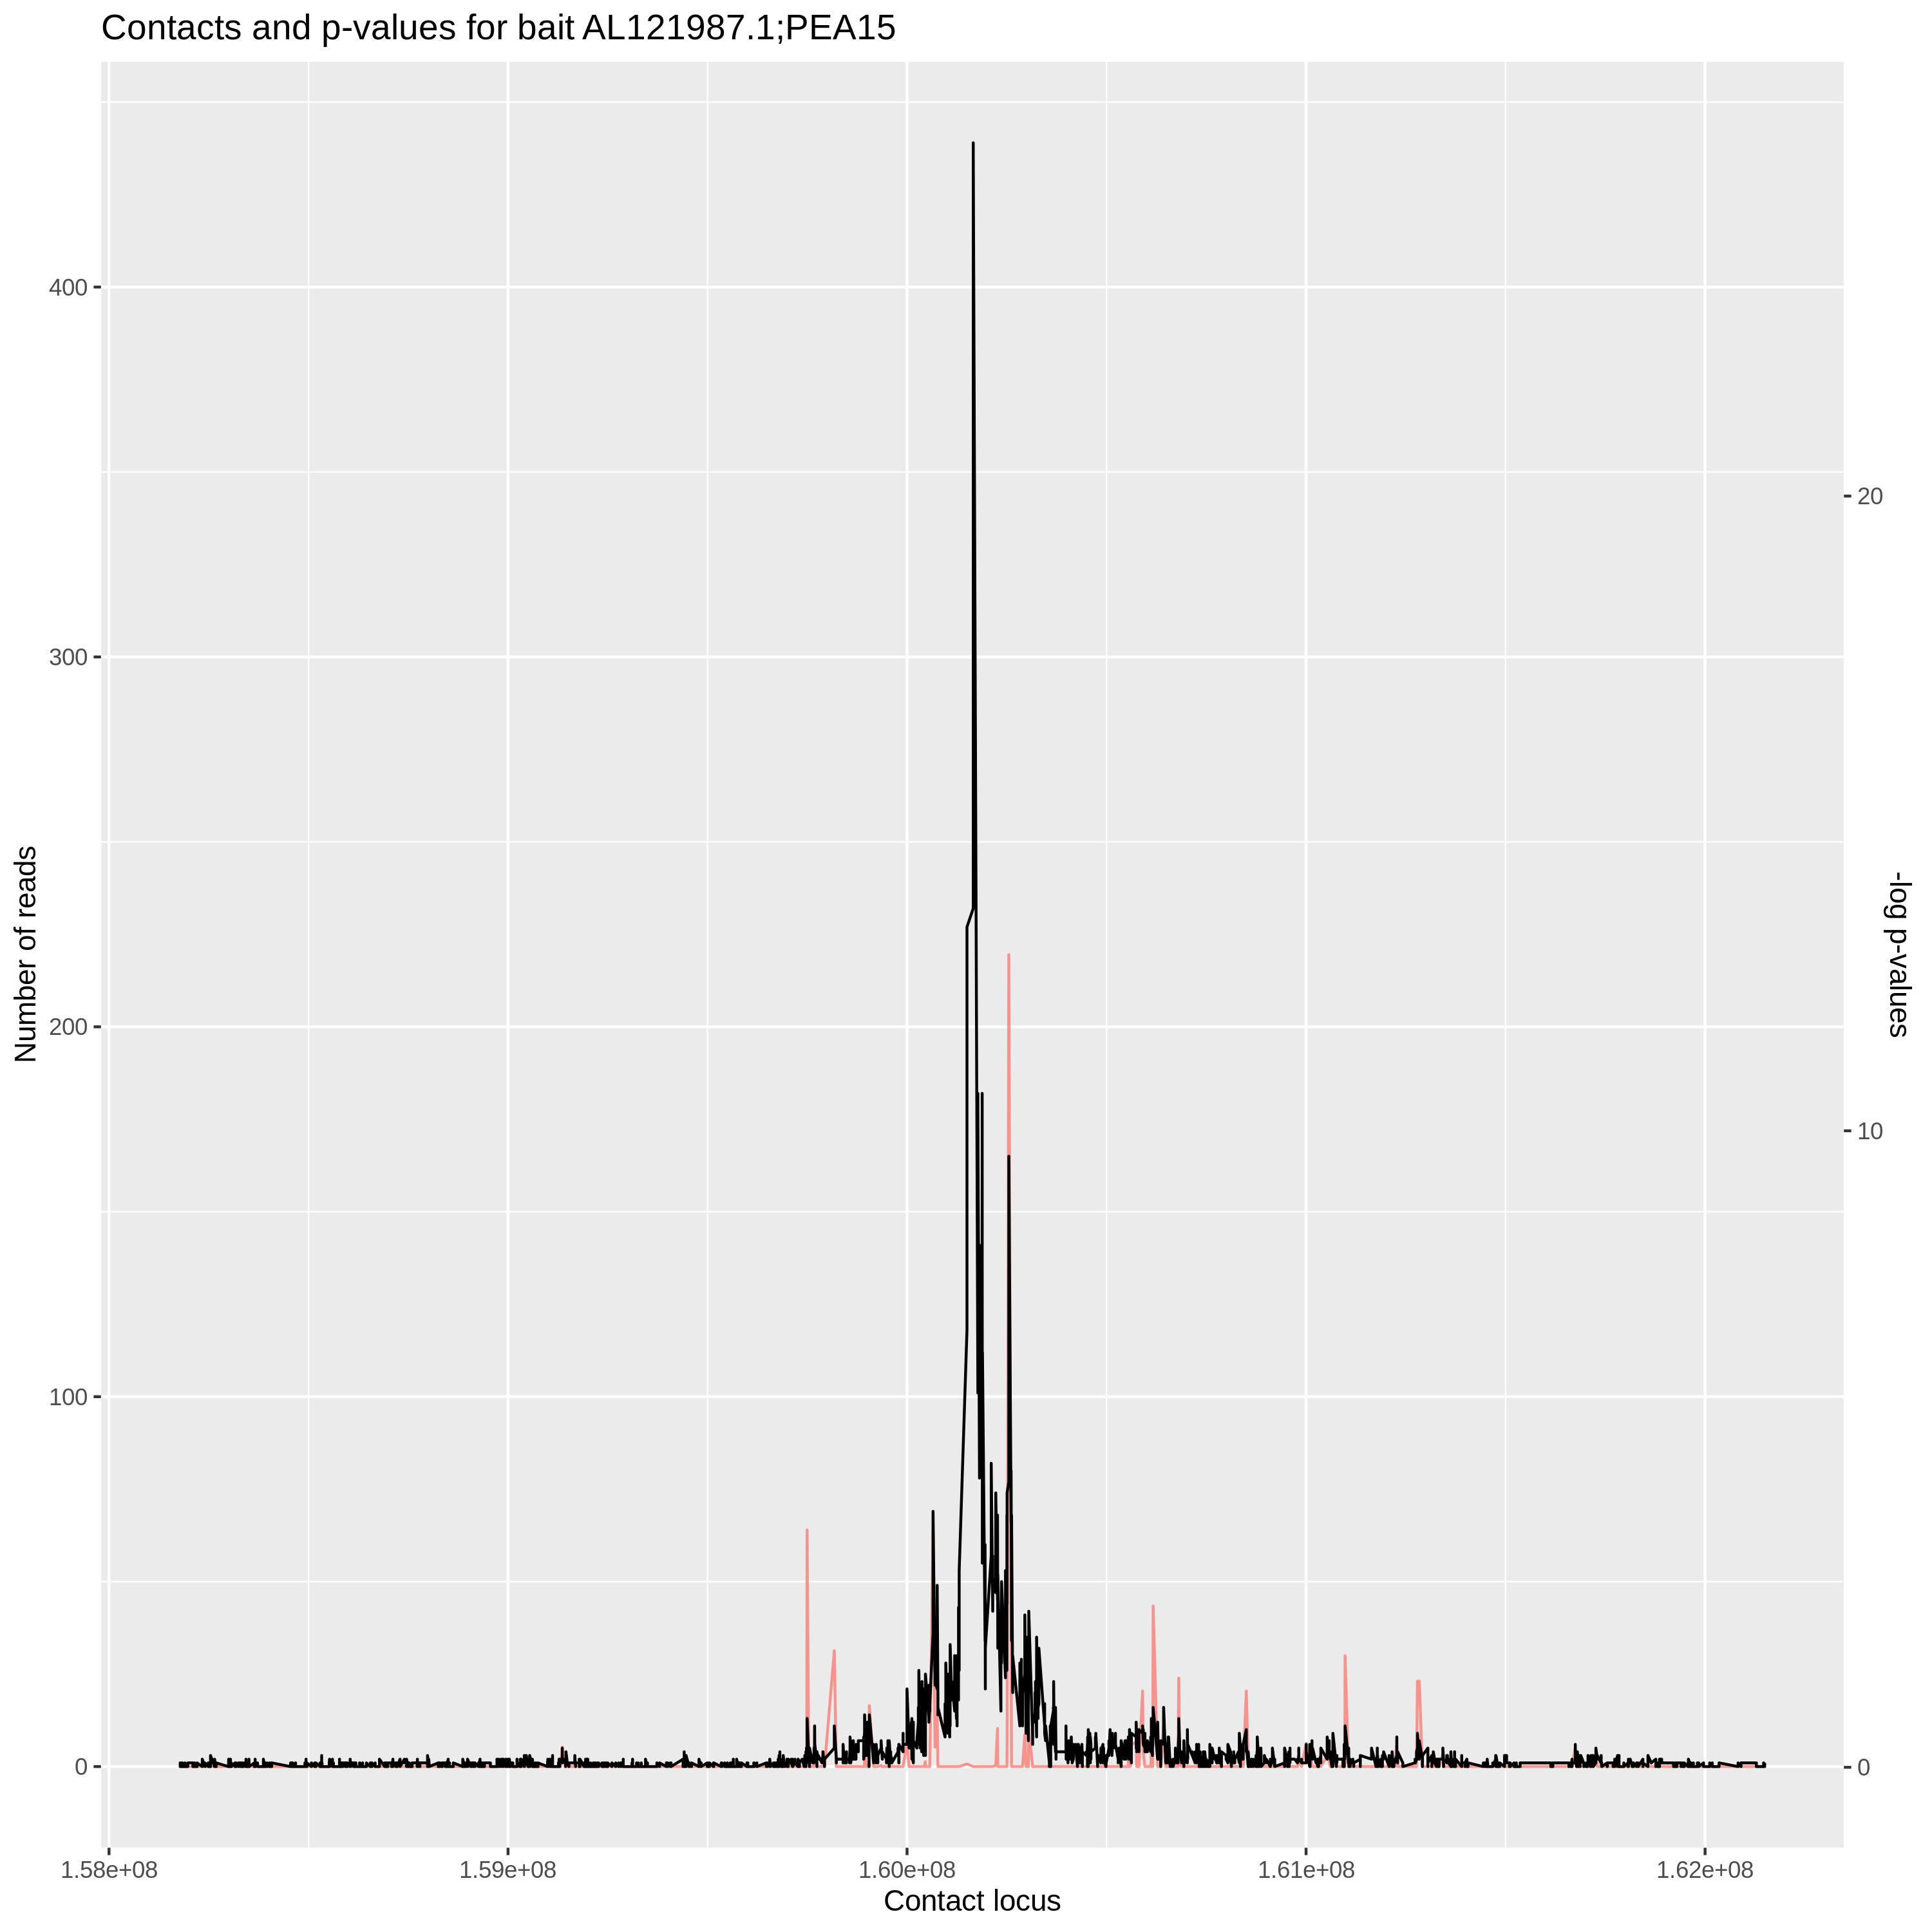 Contacts and p-values for bait AL121987.1;PEA15
400
300
200
100
0
Number of reads
20
10
0
-log p-values
1.58e+08
1.59e+08
1.60e+08
1.61e+08
1.62e+08
Contact locus